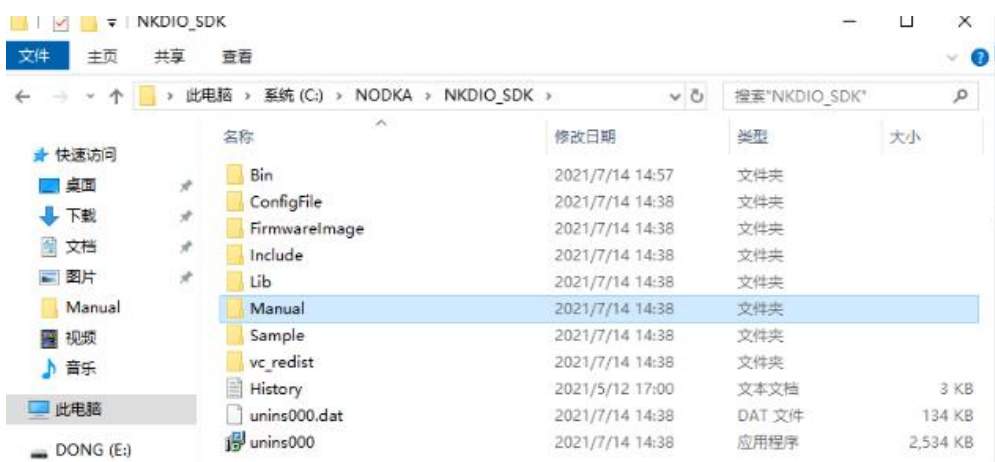 NKDIO_SDK
文件 主页 共享 查看
此电脑 › 系统 (C:) › NODKA › NKDIO_SDK › 搜索"NKDIO_SDK"
名称 修改日期 类型 大小
快速访问
桌面
下载
文档
图片
Manual
视频
音乐
此电脑
DONG (E:)
Bin 2021/7/14 14:57 文件夹
ConfigFile 2021/7/14 14:38 文件夹
FirmwareImage 2021/7/14 14:38 文件夹
Include 2021/7/14 14:38 文件夹
Lib 2021/7/14 14:38 文件夹
Manual 2021/7/14 14:38 文件夹
Sample 2021/7/14 14:38 文件夹
vc_redist 2021/7/14 14:38 文件夹
History 2021/5/12 17:00 文本文档 3 KB
unins000.dat 2021/7/14 14:38 DAT 文件 134 KB
unins000 2021/7/14 14:38 应用程序 2,534 KB